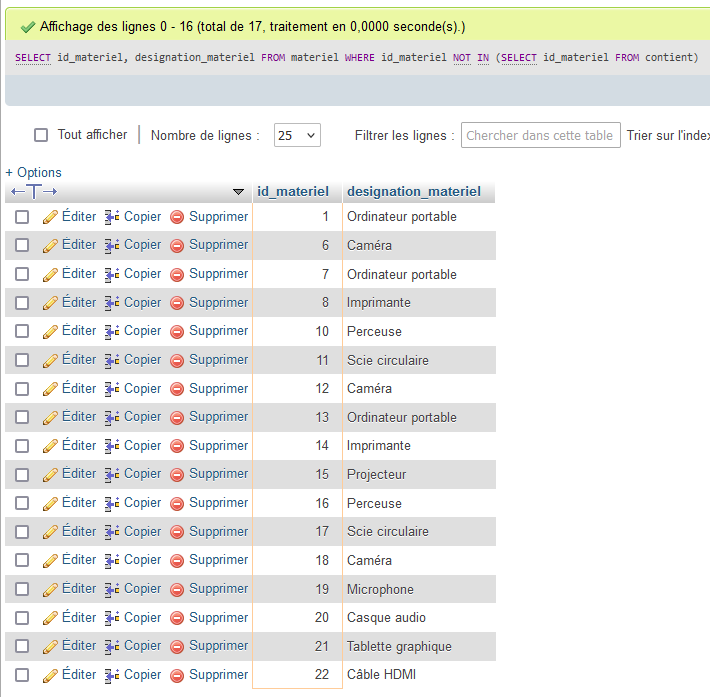 Affichage des lignes 0 - 16 (total de 17, traitement en 0,0000 seconde(s).)
SELECT id_materiel, designation_materiel FROM materiel WHERE id_materiel NOT IN (SELECT id_materiel FROM contient)
Tout afficher | Nombre de lignes : 25 Filtrer les lignes : Chercher dans cette table Trier sur l'index
+ Options
←T→ id_materiel designation_materiel
Éditer Copier Supprimer 1 Ordinateur portable
Éditer Copier Supprimer 6 Caméra
Éditer Copier Supprimer 7 Ordinateur portable
Éditer Copier Supprimer 8 Imprimante
Éditer Copier Supprimer 10 Perceuse
Éditer Copier Supprimer 11 Scie circulaire
Éditer Copier Supprimer 12 Caméra
Éditer Copier Supprimer 13 Ordinateur portable
Éditer Copier Supprimer 14 Imprimante
Éditer Copier Supprimer 15 Projecteur
Éditer Copier Supprimer 16 Perceuse
Éditer Copier Supprimer 17 Scie circulaire
Éditer Copier Supprimer 18 Caméra
Éditer Copier Supprimer 19 Microphone
Éditer Copier Supprimer 20 Casque audio
Éditer Copier Supprimer 21 Tablette graphique
Éditer Copier Supprimer 22 Câble HDMI